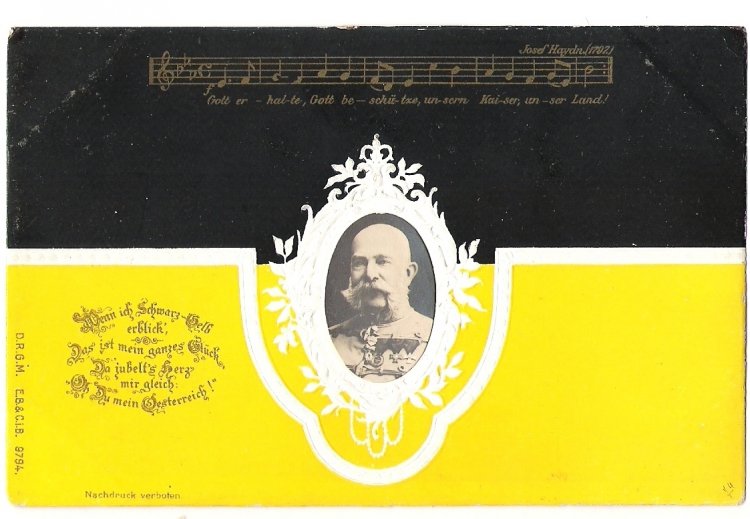 Josef Haydn (1797)
f
Gott er - hal-te, Gott be - schü-tze, un-sern Kai-ser, un-ser Land!
"Wenn ich Schwarz-Gelb
erblick',
Das ist mein ganzes Glück,
Da jubelt's Herz
mir gleich:
Oh Du mein Oesterreich!"
D.R.G.M. E.B.&C.i.B. 9794.
Nachdruck verboten